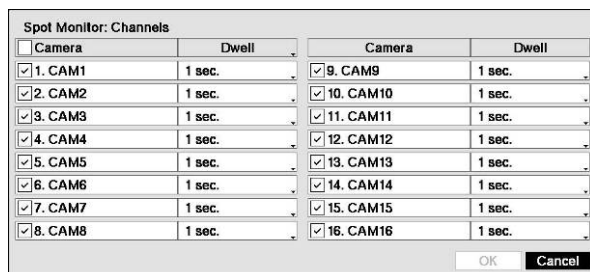 Spot Monitor: Channels
Camera Dwell Camera Dwell
1. CAM1 1 sec. 9. CAM9 1 sec.
2. CAM2 1 sec. 10. CAM10 1 sec.
3. CAM3 1 sec. 11. CAM11 1 sec.
4. CAM4 1 sec. 12. CAM12 1 sec.
5. CAM5 1 sec. 13. CAM13 1 sec.
6. CAM6 1 sec. 14. CAM14 1 sec.
7. CAM7 1 sec. 15. CAM15 1 sec.
8. CAM8 1 sec. 16. CAM16 1 sec.
OK Cancel